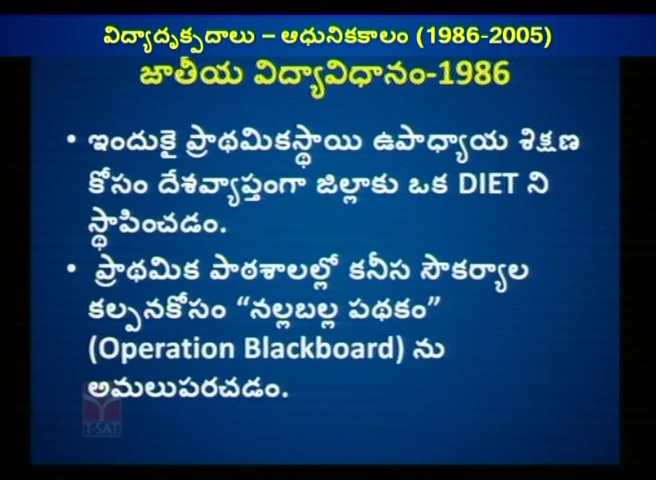 విద్యాదృక్పదాలు – ఆధునికకాలం (1986-2005)
జాతీయ విద్యావిధానం-1986
• ఇందుకై ప్రాథమికస్థాయి ఉపాధ్యాయ శిక్షణ
కోసం దేశవ్యాప్తంగా జిల్లాకు ఒక DIET ని
స్థాపించడం.
• ప్రాథమిక పాఠశాలల్లో కనీస సౌకర్యాల
కల్పనకోసం “నల్లబల్ల పథకం”
(Operation Blackboard) ను
అమలుపరచడం.
T-SAT